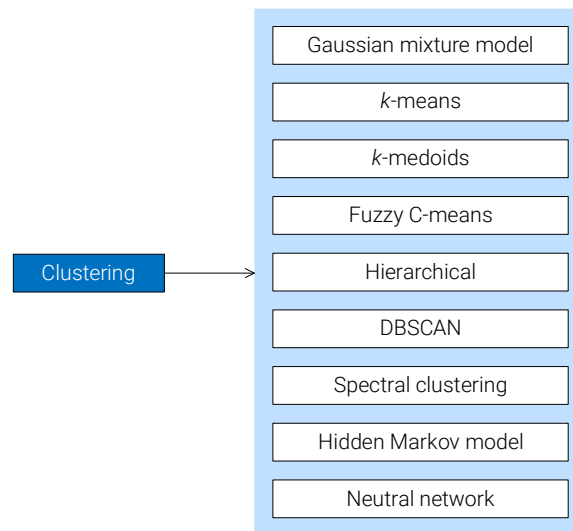 Gaussian mixture model
k-means
k-medoids
Fuzzy C-means
Clustering
Hierarchical
DBSCAN
Spectral clustering
Hidden Markov model
Neutral network